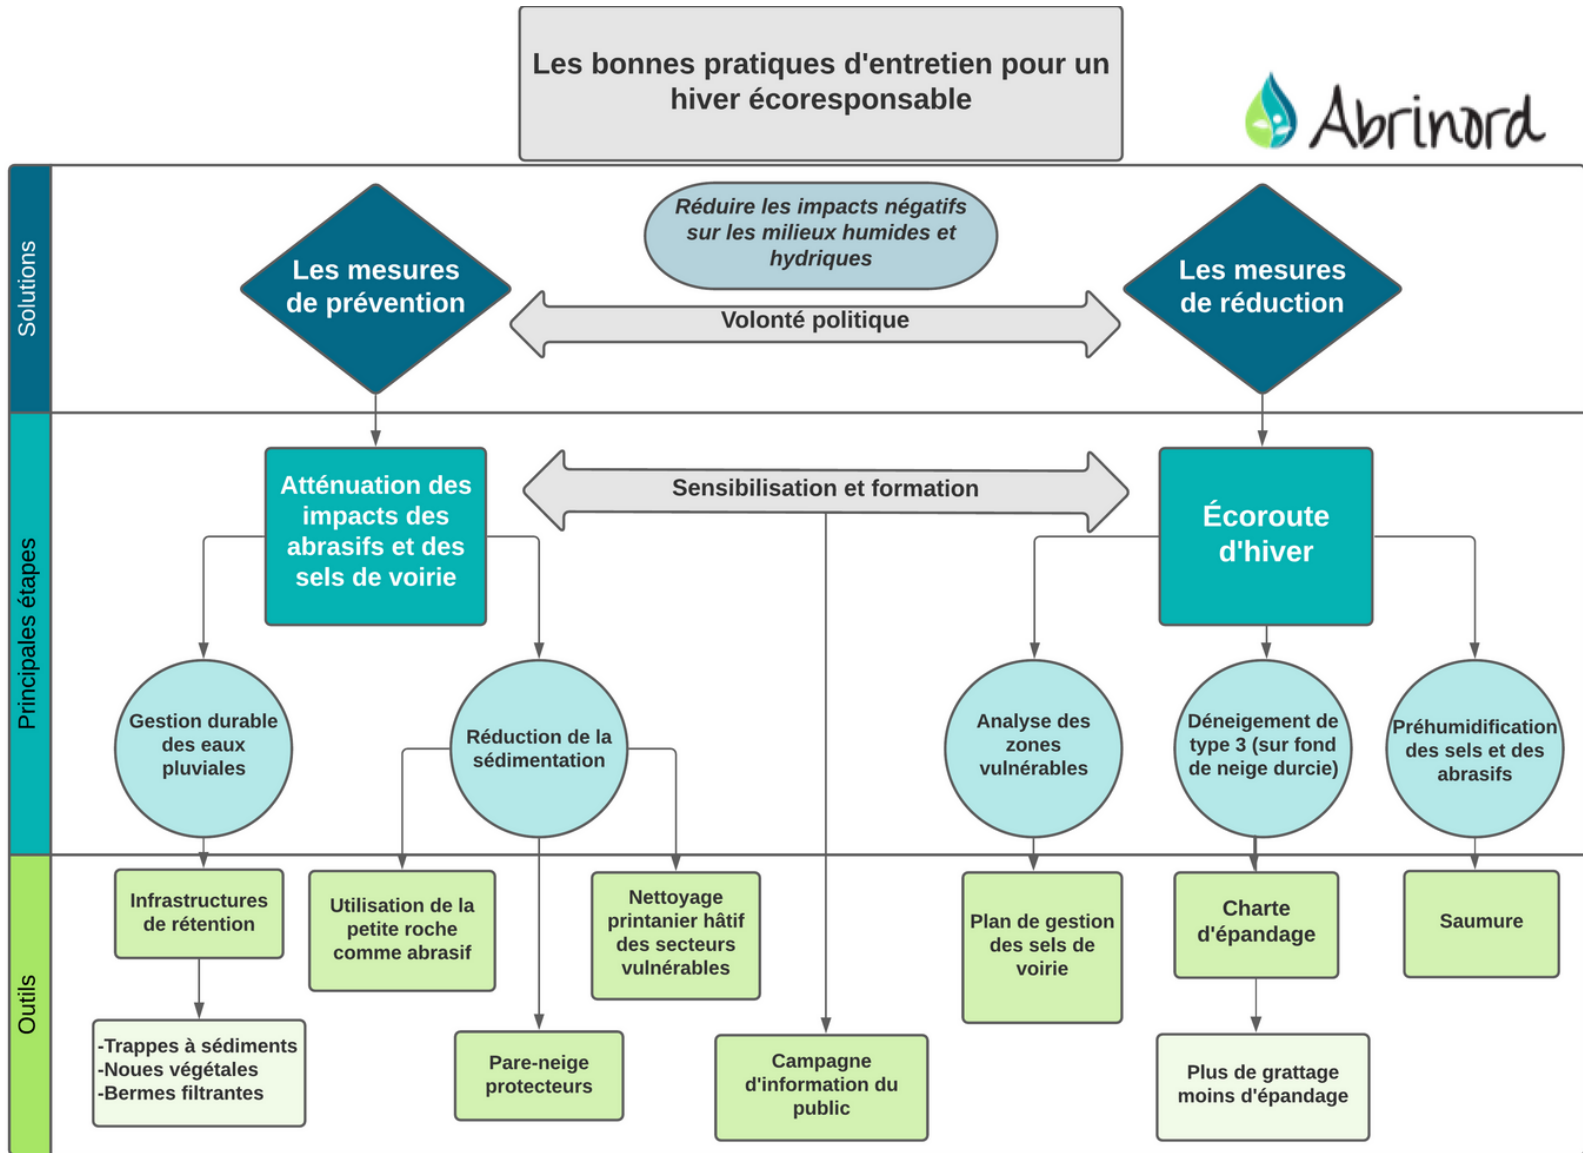 Les bonnes pratiques d'entretien pour un
hiver écoresponsable
Abrinord
Solutions
Les mesures
de prévention
Réduire les impacts négatifs
sur les milieux humides et
hydriques
Volonté politique
Les mesures
de réduction
Principales étapes
Atténuation des
impacts des
abrasifs et des
sels de voirie
Sensibilisation et formation
Écoroute
d'hiver
Gestion durable
des eaux
pluviales
Réduction de la
sédimentation
Analyse des
zones
vulnérables
Déneigement de
type 3 (sur fond
de neige durcie)
Préhumidification
des sels et des
abrasifs
Outils
Infrastructures
de rétention
Utilisation de la
petite roche
comme abrasif
Nettoyage
printanier hâtif
des secteurs
vulnérables
Plan de gestion
des sels de
voirie
Charte
d'épandage
Saumure
-Trappes à sédiments
-Noues végétales
-Bermes filtrantes
Pare-neige
protecteurs
Campagne
d'information du
public
Plus de grattage
moins d'épandage